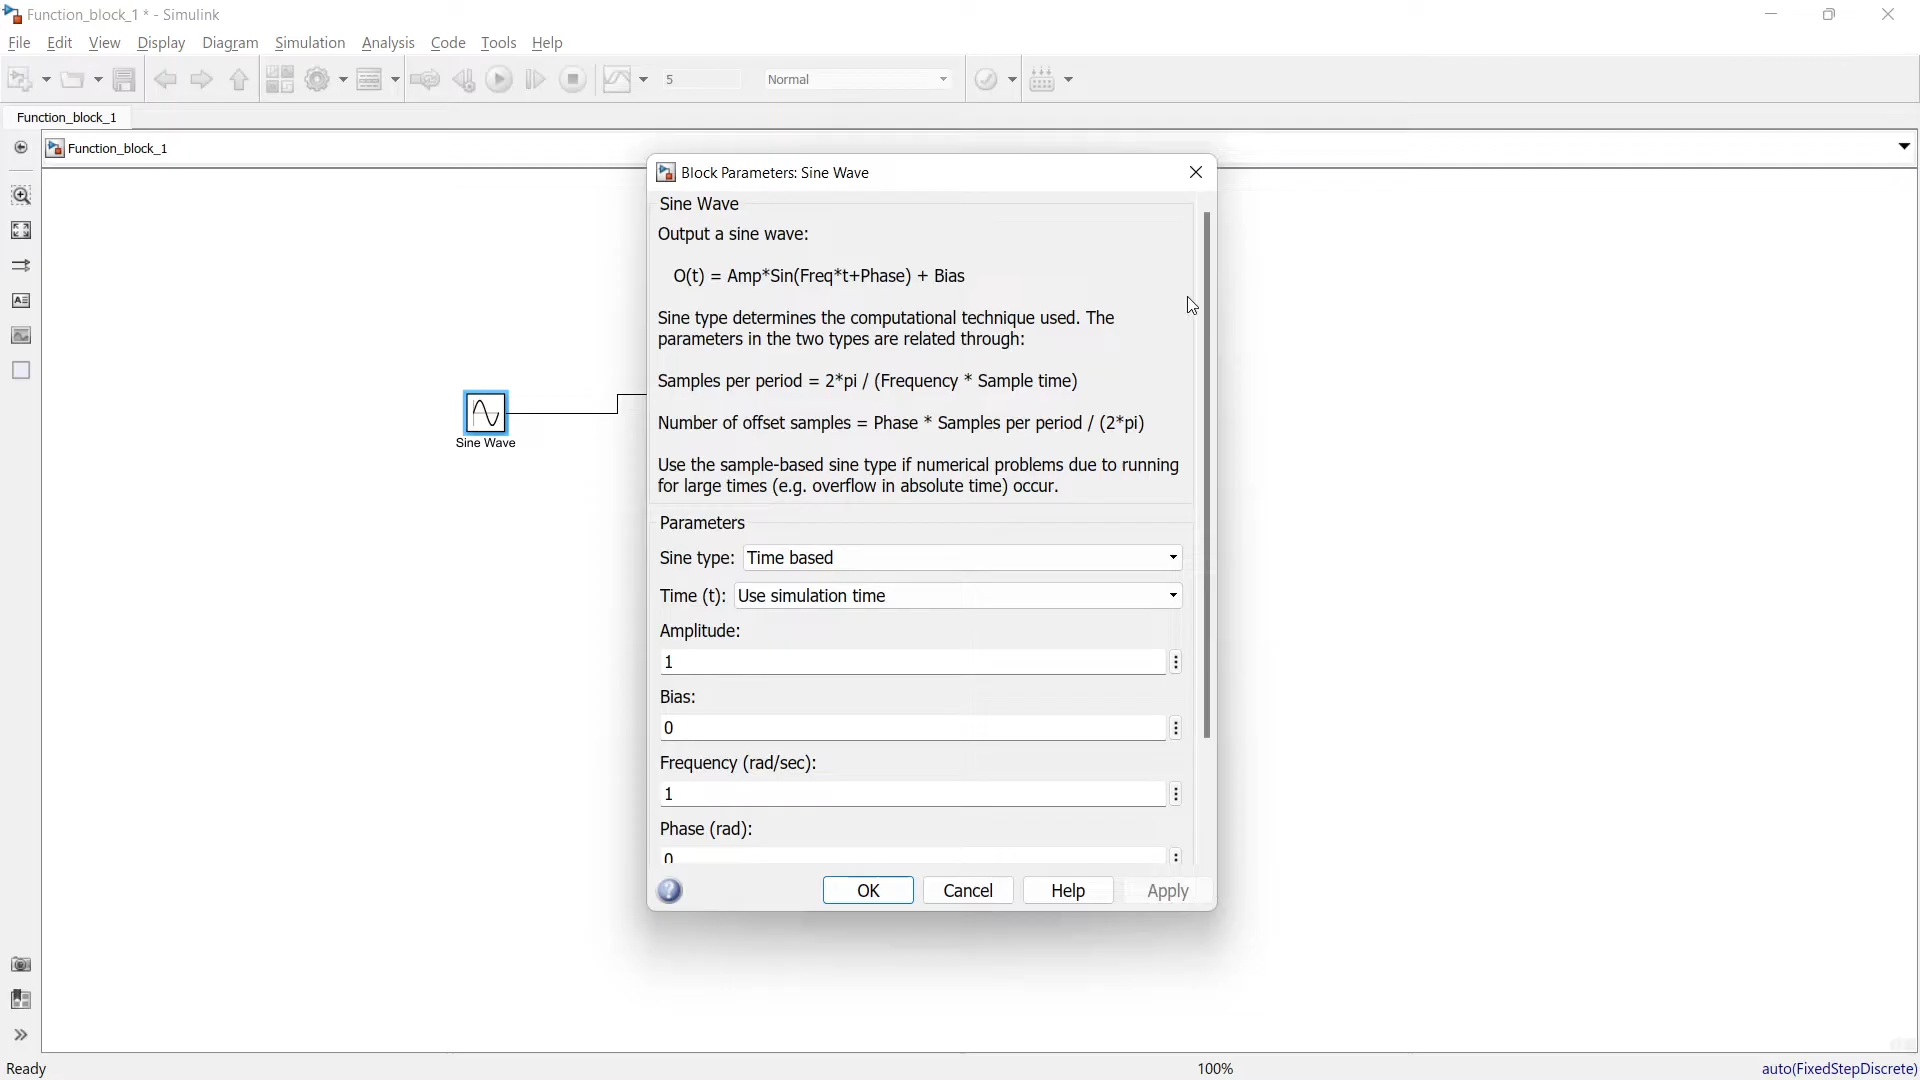 Function_block_1 * - Simulink
File Edit View Display Diagram Simulation Analysis Code Tools Help
5 Normal
Function_block_1
Function_block_1
Block Parameters: Sine Wave
Sine Wave
Output a sine wave:
O(t) = Amp*Sin(Freq*t+Phase) + Bias
Sine type determines the computational technique used. The
parameters in the two types are related through:
Samples per period = 2*pi / (Frequency * Sample time)
Number of offset samples = Phase * Samples per period / (2*pi)
Use the sample-based sine type if numerical problems due to running
for large times (e.g. overflow in absolute time) occur.
Parameters
Sine type: Time based
Time (t): Use simulation time
Amplitude:
1
Bias:
0
Frequency (rad/sec):
1
Phase (rad):
0
OK Cancel Help Apply
Sine Wave
Ready 100% auto(FixedStepDiscrete)